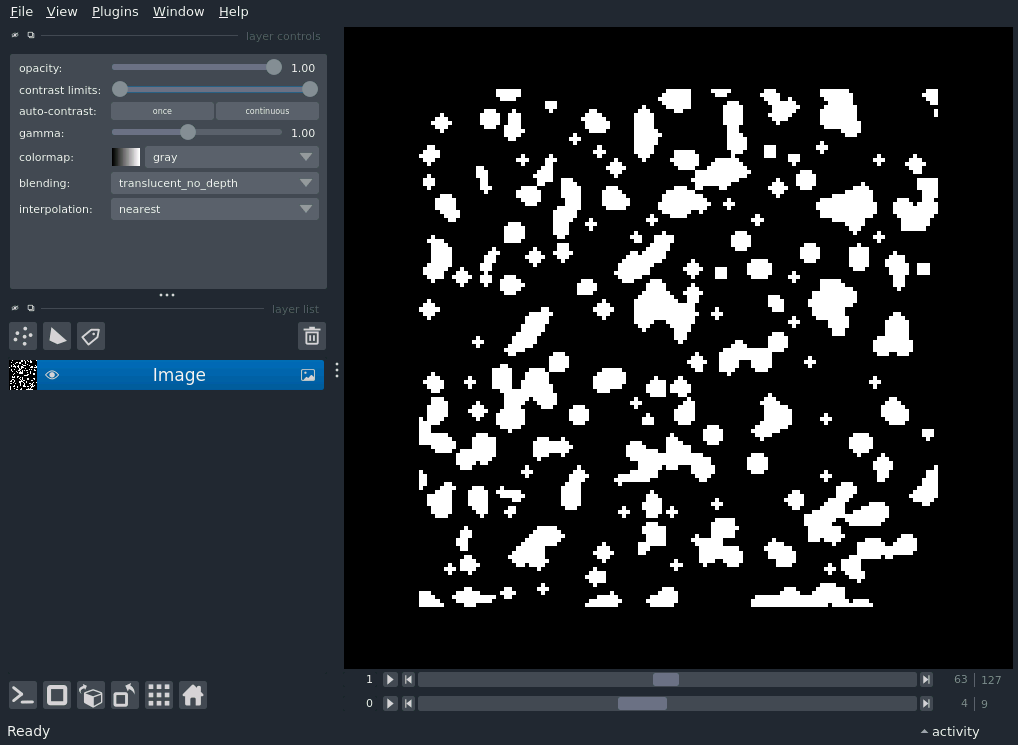 File View Plugins Window Help
layer controls
opacity: 1.00
contrast limits:
auto-contrast: once continuous
gamma: 1.00
colormap: gray
blending: translucent_no_depth
interpolation: nearest
layer list
Image
1 63 127
0 4 9
Ready activity